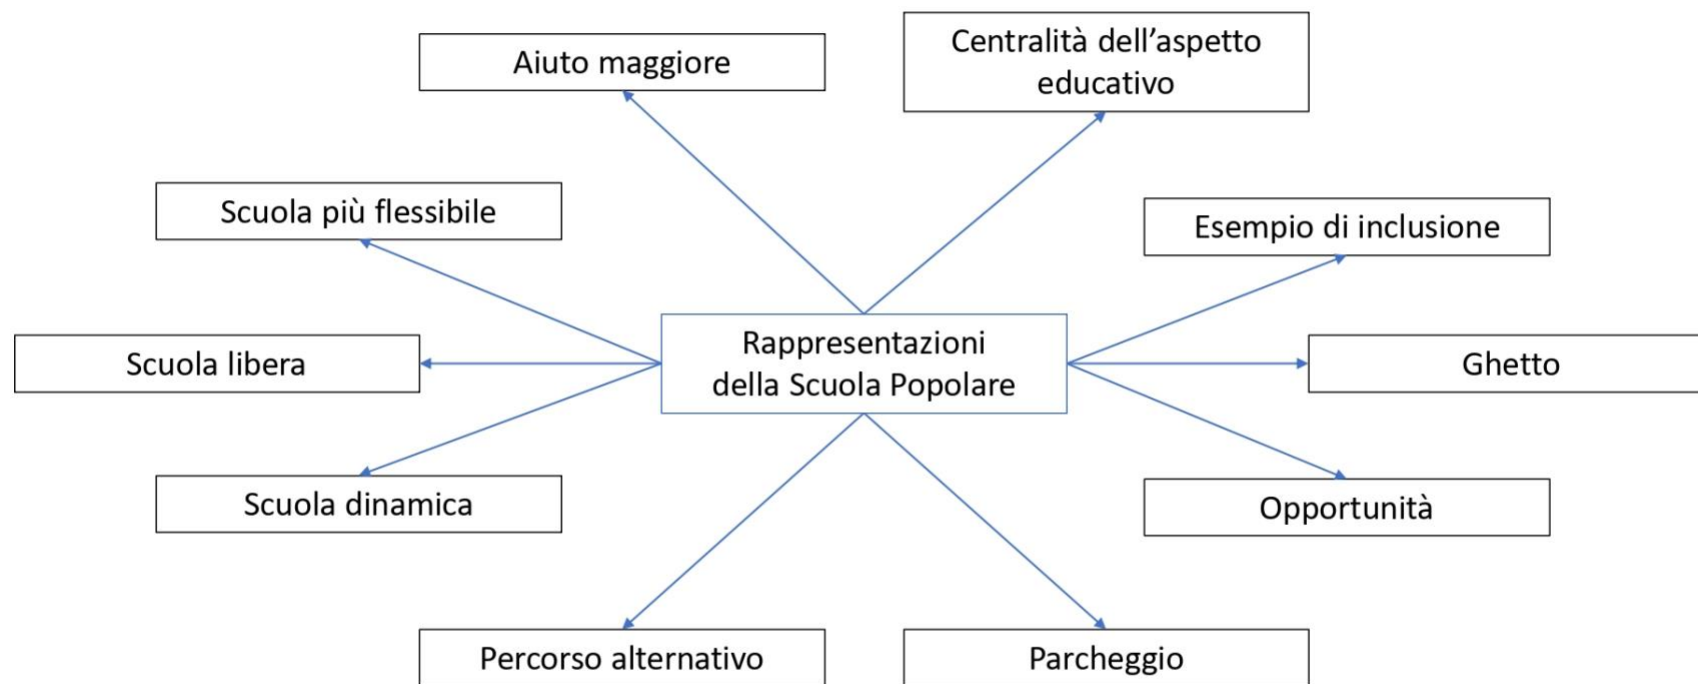 Aiuto maggiore
Centralità dell’aspetto
educativo
Scuola più flessibile
Esempio di inclusione
Rappresentazioni
della Scuola Popolare
Scuola libera
Ghetto
Scuola dinamica
Opportunità
Percorso alternativo
Parcheggio